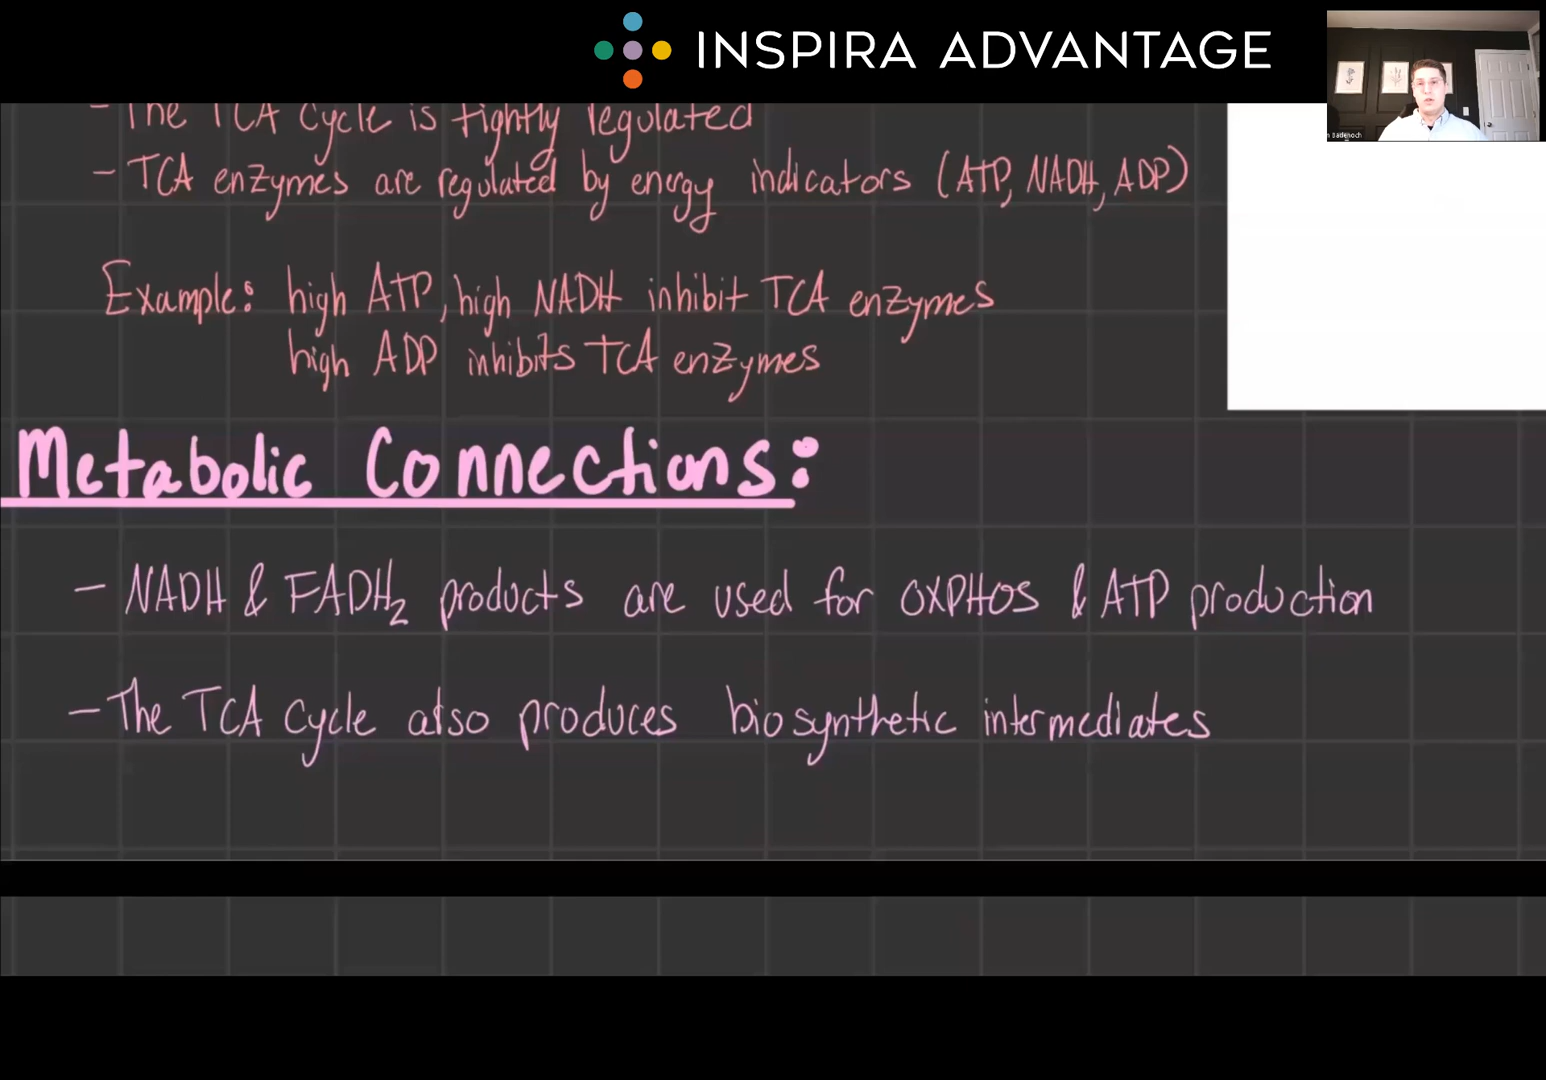 INSPIRA ADVANTAGE
- The TCA Cycle is tightly regulated
- TCA enzymes are regulated by energy indicators (ATP, NADH, ADP)
Example: high ATP, high NADH inhibit TCA enzymes
high ADP inhibits TCA enzymes
Metabolic Connections:
- NADH & FADH₂ products are used for OXPHOS & ATP production
- The TCA Cycle also produces biosynthetic intermediates